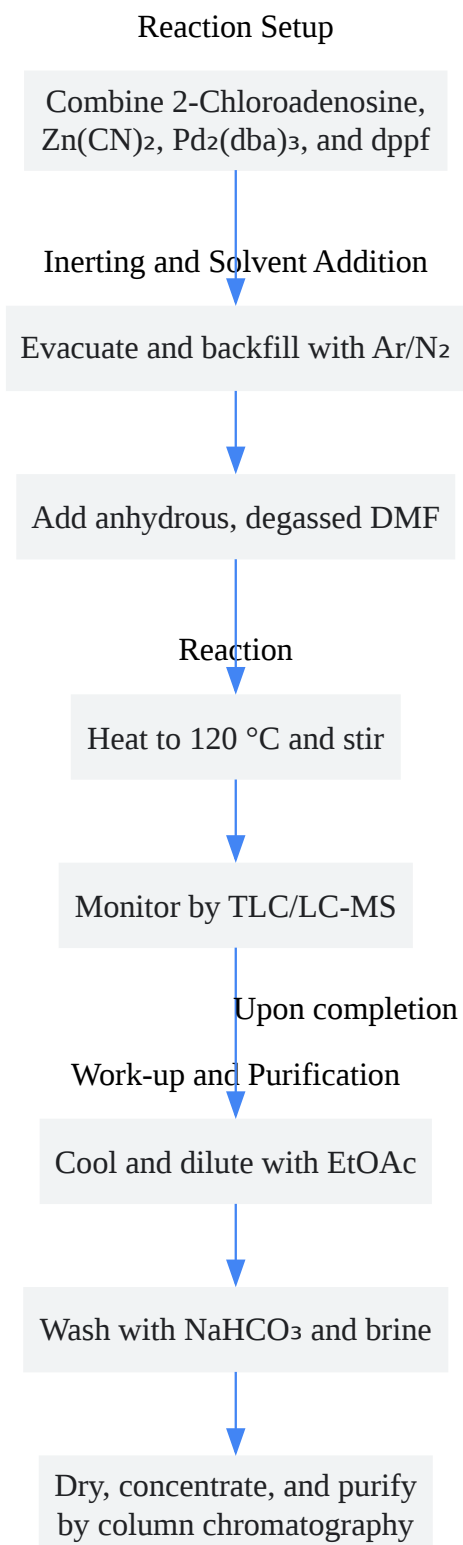 Reaction Setup
Combine 2-Chloroadenosine,
Zn(CN)₂, Pd₂(dba)₃, and dppf
Inerting and Solvent Addition
Evacuate and backfill with Ar/N₂
Add anhydrous, degassed DMF
Reaction
Heat to 120 °C and stir
Monitor by TLC/LC-MS
Upon completion
Work-up and Purification
Cool and dilute with EtOAc
Wash with NaHCO₃ and brine
Dry, concentrate, and purify
by column chromatography